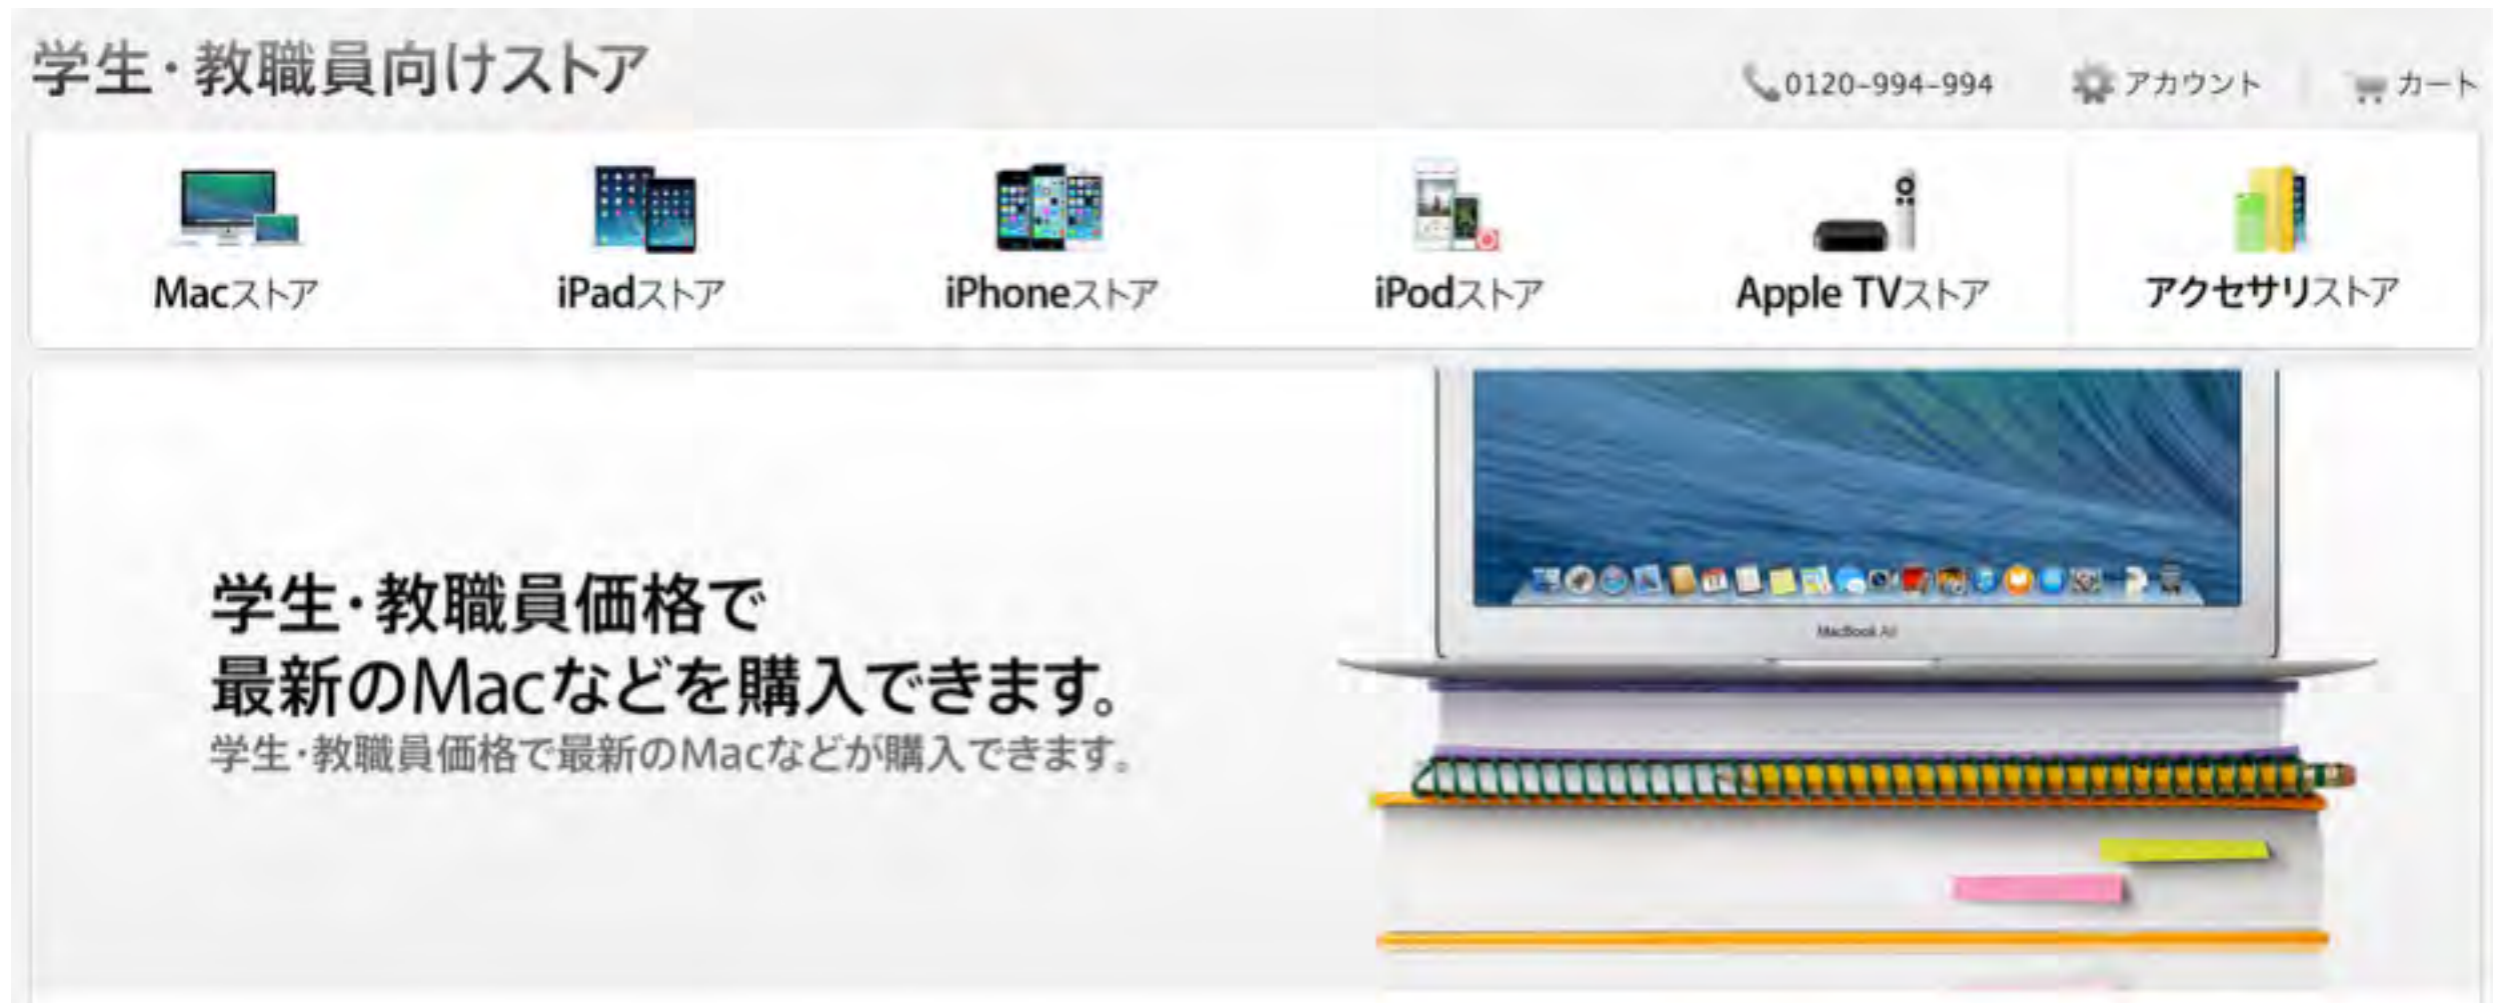 学生・教職員向けストア
0120-994-994 アカウント カート
Macストア iPadストア iPhoneストア iPodストア Apple TVストア アクセサリストア
学生・教職員価格で
最新のMacなどを購入できます。
学生・教職員価格で最新のMacなどが購入できます。
MacBook Air